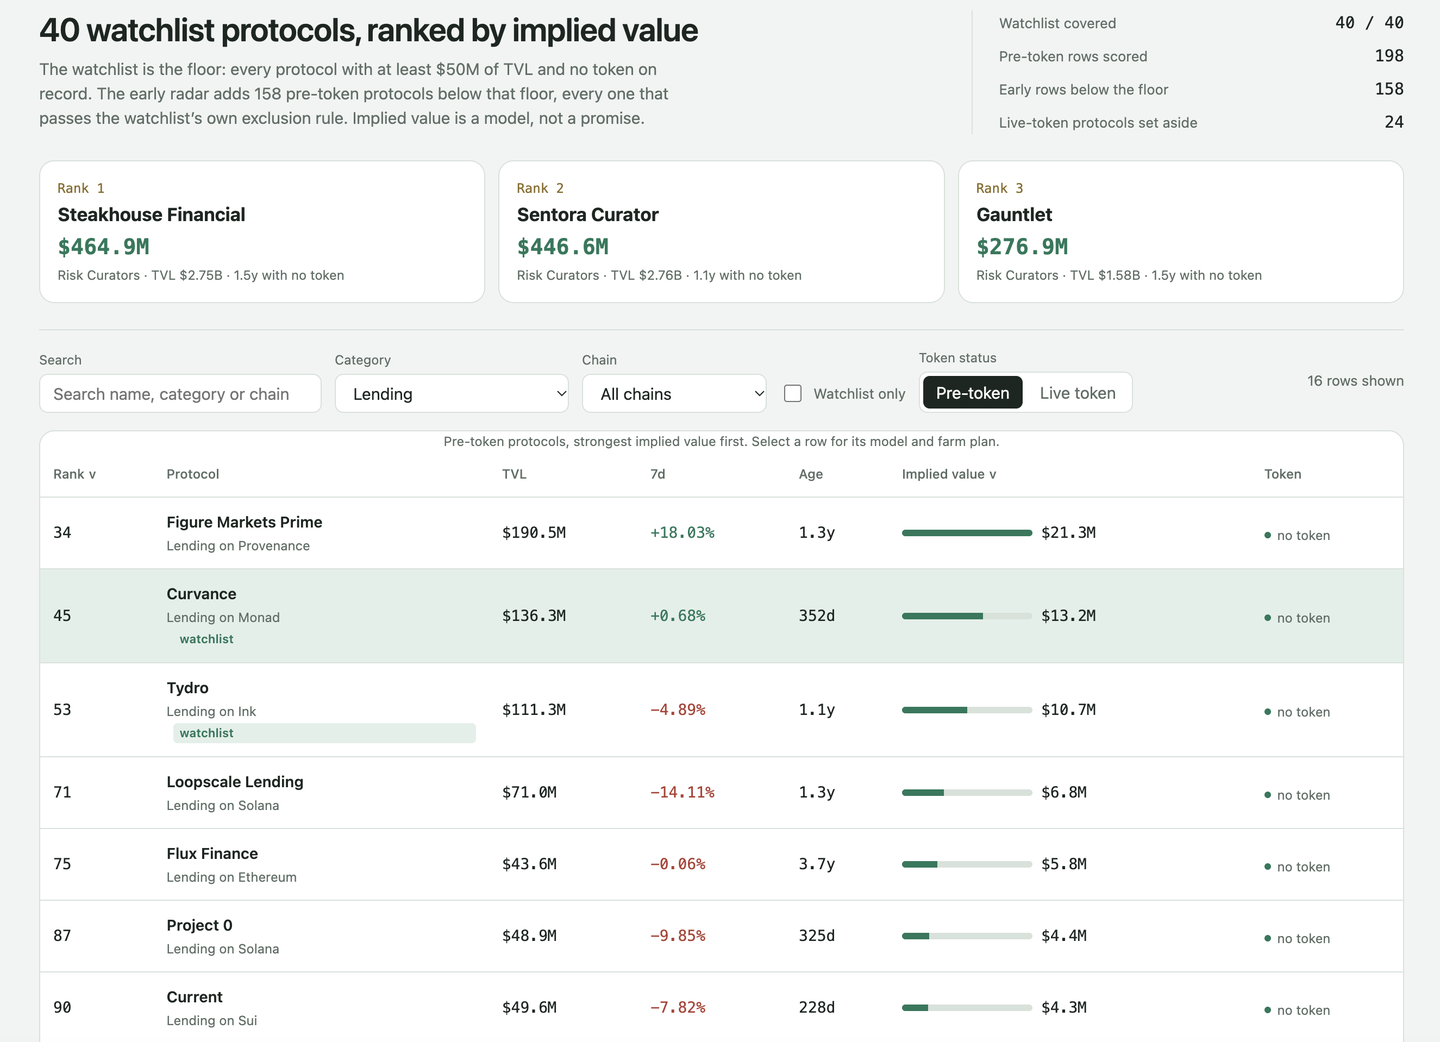 40 watchlist protocols, ranked by implied value
The watchlist is the floor: every protocol with at least $50M of TVL and no token on
record. The early radar adds 158 pre-token protocols below that floor, every one that
passes the watchlist’s own exclusion rule. Implied value is a model, not a promise.
Watchlist covered 40 / 40
Pre-token rows scored 198
Early rows below the floor 158
Live-token protocols set aside 24
Rank 1
Steakhouse Financial
$464.9M
Risk Curators · TVL $2.75B · 1.5y with no token
Rank 2
Sentora Curator
$446.6M
Risk Curators · TVL $2.76B · 1.1y with no token
Rank 3
Gauntlet
$276.9M
Risk Curators · TVL $1.58B · 1.5y with no token
Search
Search name, category or chain
Category
Lending
Chain
All chains
Watchlist only
Token status
Pre-token Live token
16 rows shown
Pre-token protocols, strongest implied value first. Select a row for its model and farm plan.
Rank v Protocol TVL 7d Age Implied value v Token
34 Figure Markets Prime $190.5M +18.03% 1.3y $21.3M no token
Lending on Provenance
45 Curvance $136.3M +0.68% 352d $13.2M no token
Lending on Monad
watchlist
53 Tydro $111.3M −4.89% 1.1y $10.7M no token
Lending on Ink
watchlist
71 Loopscale Lending $71.0M −14.11% 1.3y $6.8M no token
Lending on Solana
75 Flux Finance $43.6M −0.06% 3.7y $5.8M no token
Lending on Ethereum
87 Project 0 $48.9M −9.85% 325d $4.4M no token
Lending on Solana
90 Current $49.6M −7.82% 228d $4.3M no token
Lending on Sui